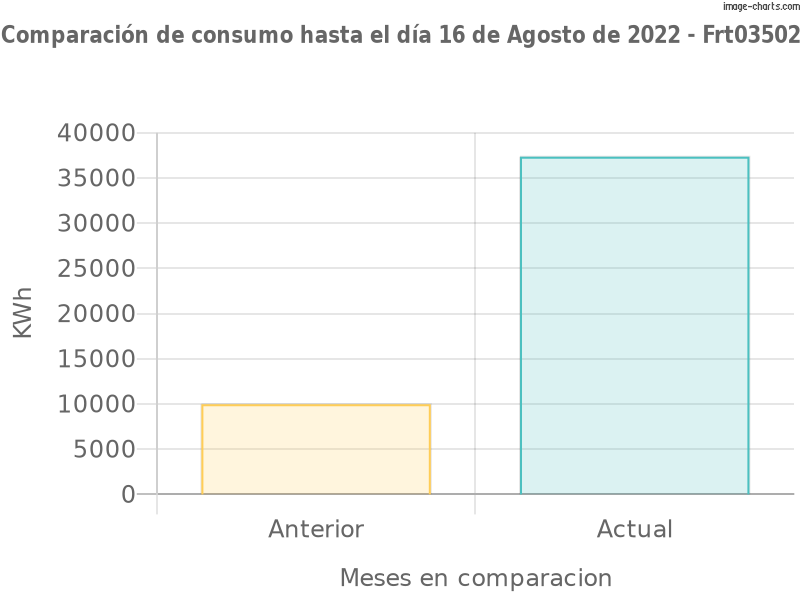 image-charts.com
Comparación de consumo hasta el día 16 de Agosto de 2022 - Frt03502
40000
35000
30000
25000
20000
15000
10000
5000
0
KWh
Anterior
Actual
Meses en comparacion